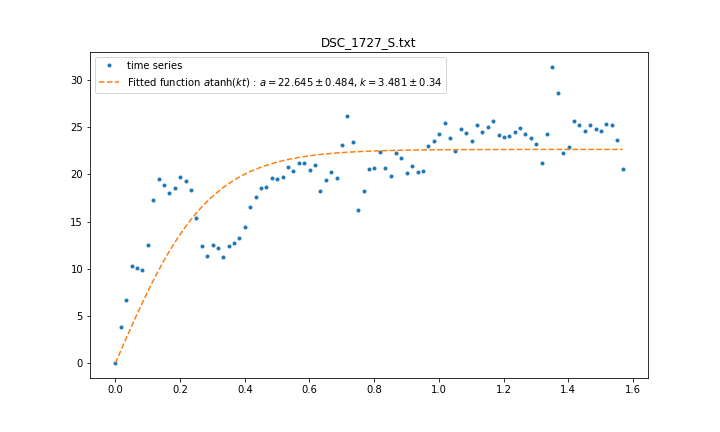 DSC_1727_S.txt
time series
Fitted function atanh(kt) : a = 22.645 ± 0.484, k = 3.481 ± 0.34
30
25
20
15
10
5
0
0.0 0.2 0.4 0.6 0.8 1.0 1.2 1.4 1.6